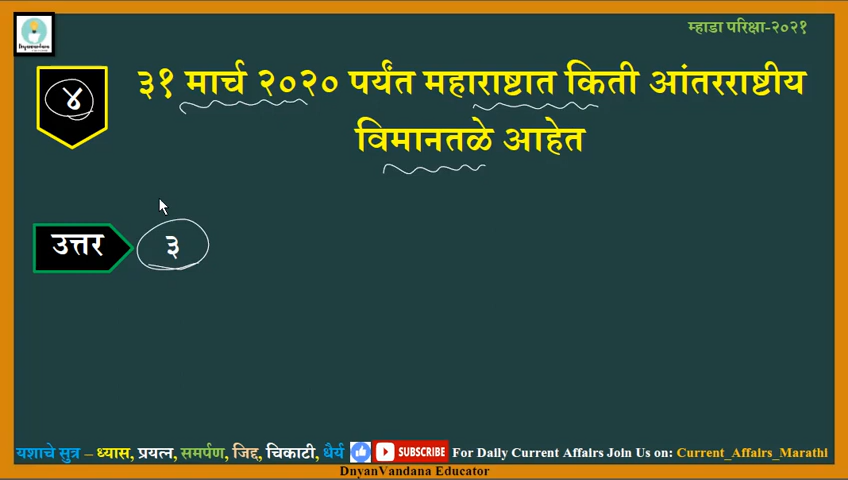 Dnyanvandana
म्हाडा परिक्षा-२०२१
४
३१ मार्च २०२० पर्यंत महाराष्टात किती आंतरराष्टीय
विमानतळे आहेत
उत्तर
३
यशाचे सुत्र – ध्यास, प्रयत्न, समर्पण, जिद्द, चिकाटी, धैर्य SUBSCRIBE For Daily Current Affairs Join Us on: Current_Affairs_Marathi
DnyanVandana Educator